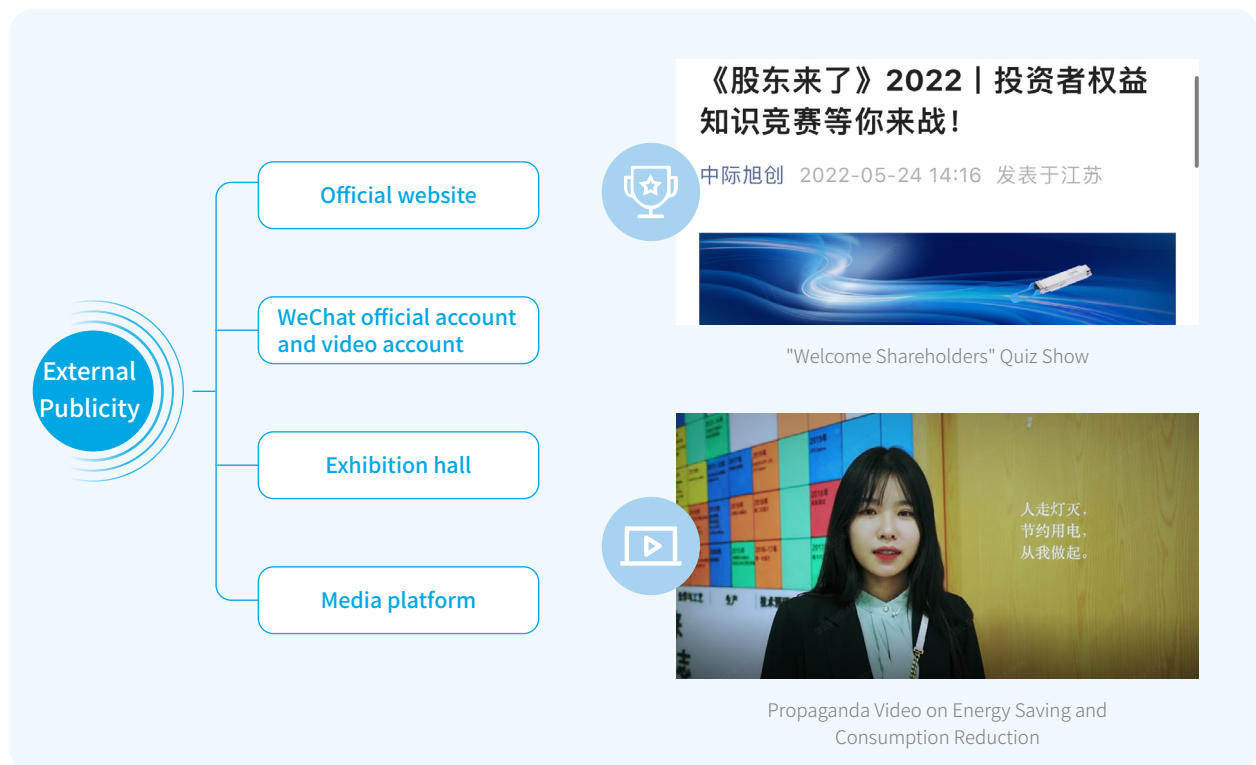 External
Publicity
Official website
WeChat official account
and video account
Exhibition hall
Media platform
《股东来了》2022丨投资者权益
知识竞赛等你来战！
中际旭创 2022-05-24 14:16 发表于江苏
"Welcome Shareholders" Quiz Show
人走灯灭，
节约用电，
从我做起。
生产
Propaganda Video on Energy Saving and
Consumption Reduction